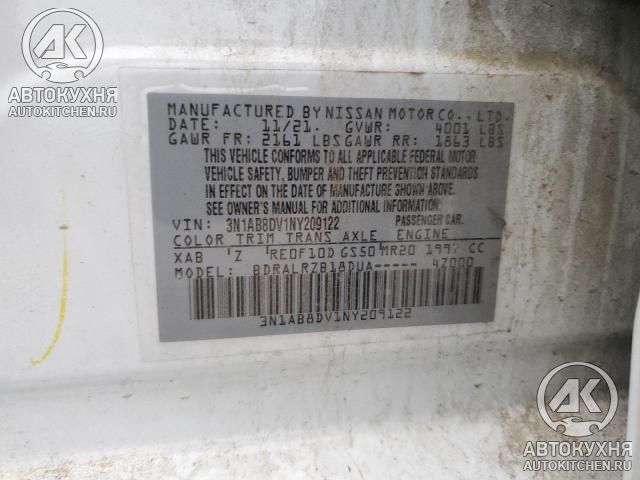 АК
АВТОКУХНЯ
AUTOKITCHEN.RU
MANUFACTURED BY NISSAN MOTOR CO., LTD.
DATE: 11/21. GVWR: 4001 LBS
GAWR FR: 2161 LBS GAWR RR: 1863 LBS
THIS VEHICLE CONFORMS TO ALL APPLICABLE FEDERAL MOTOR
VEHICLE SAFETY, BUMPER AND THEFT PREVENTION STANDARDS
IN EFFECT ON THE DATE OF MANUFACTURE SHOWN ABOVE.
SEE OWNER'S MANUAL FOR ADDITIONAL INFORMATION.
VIN: 3N1AB8DV1NY209122 PASSENGER CAR.
COLOR TRIM TRANS AXLE ENGINE
XAB 'Z RE0F10D GS50 MR20 1997 CC
MODEL: BDRALRZB18DUA----- 47000
3N1AB8DV1NY209122
АК
АВТОКУХНЯ
AUTOKITCHEN.RU